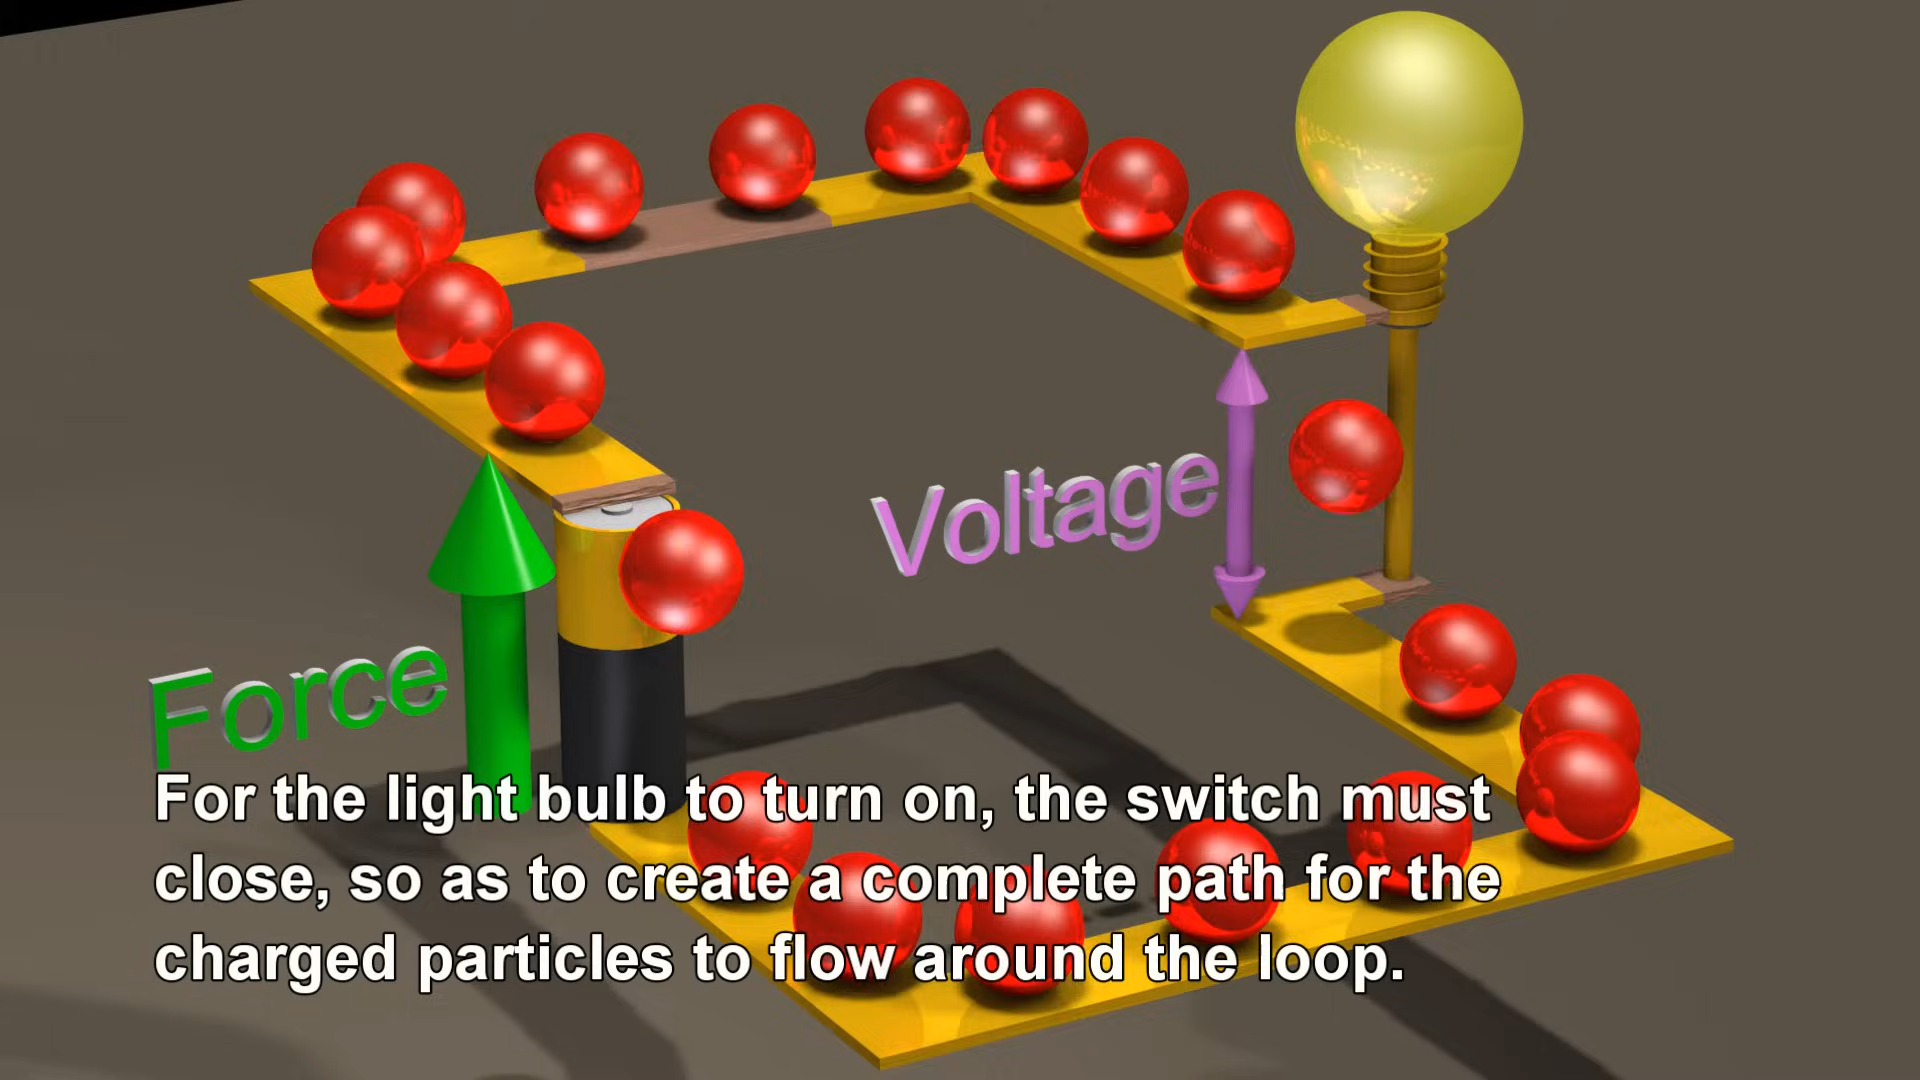 Voltage
Force
For the light bulb to turn on, the switch must
close, so as to create a complete path for the
charged particles to flow around the loop.